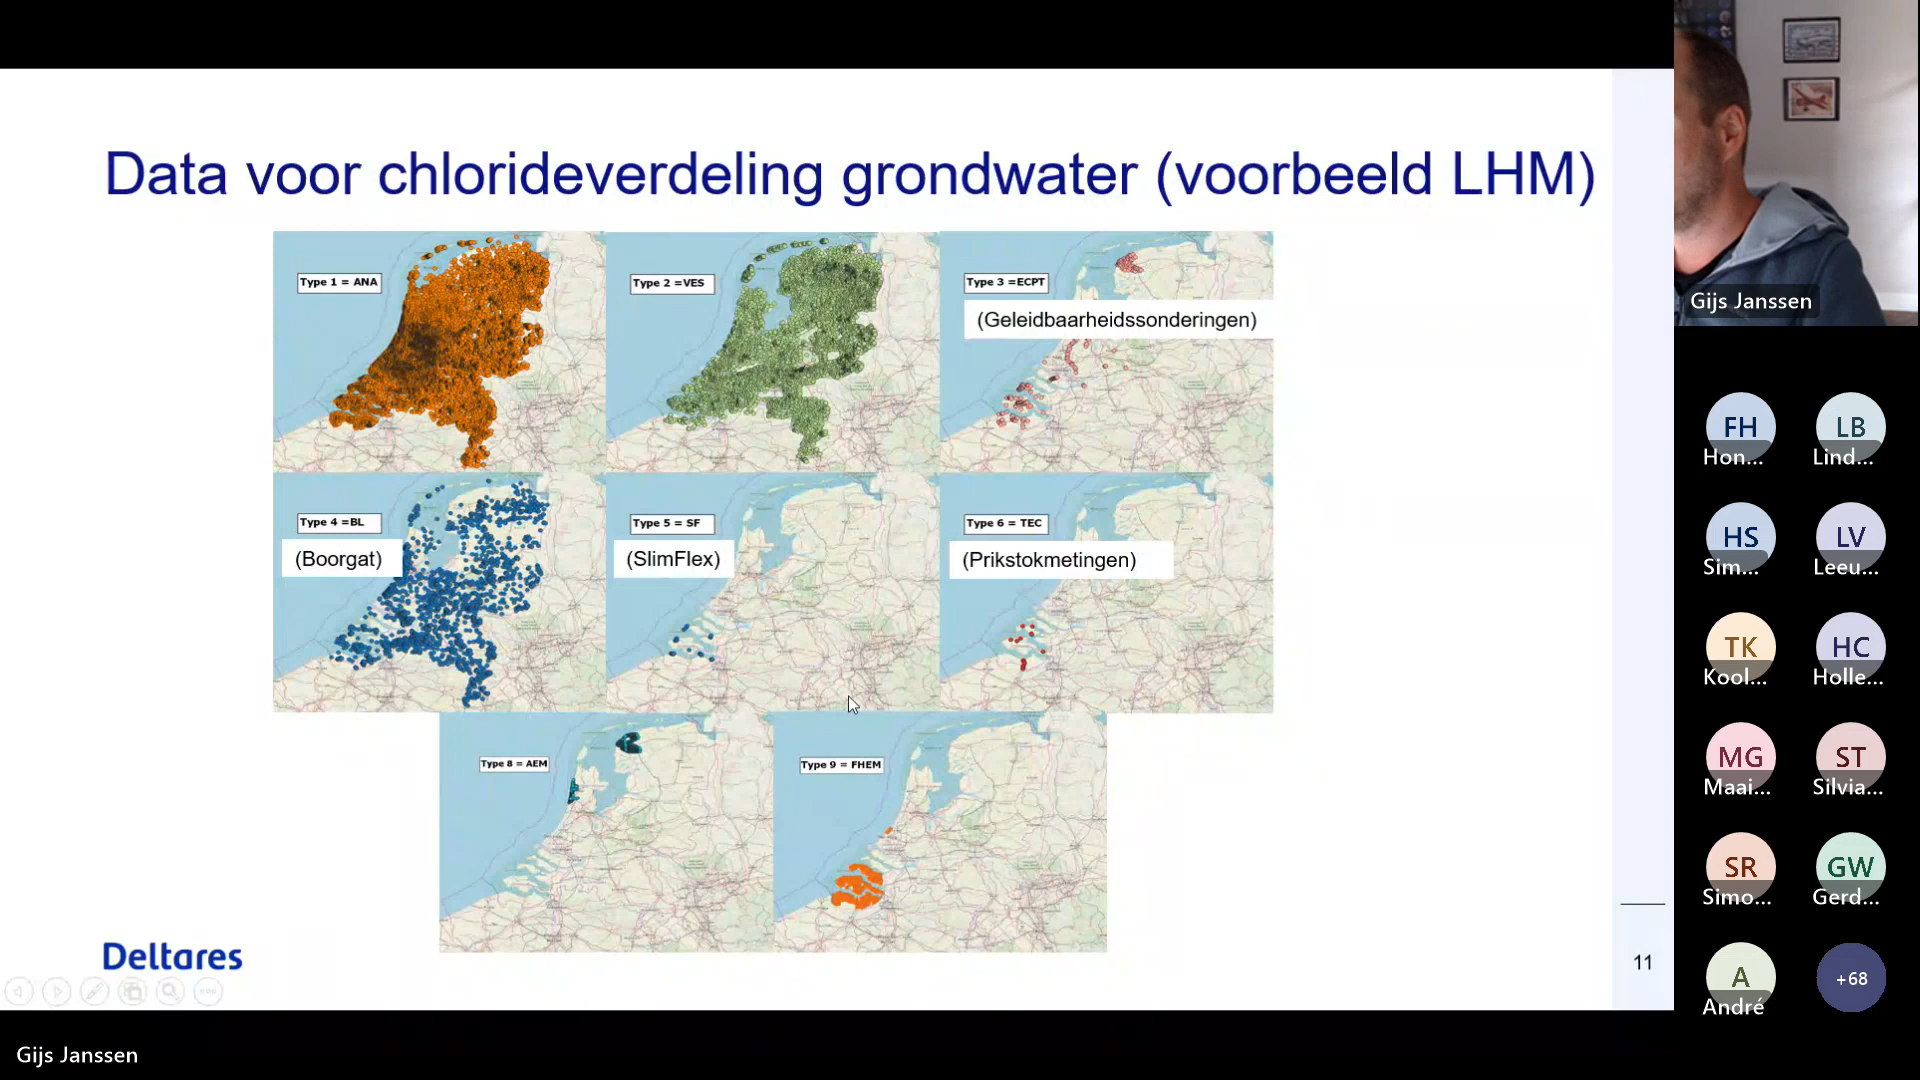 Data voor chlorideverdeling grondwater (voorbeeld LHM)
Type 1 = ANA
Type 2 =VES
Type 3 =ECPT
(Geleidbaarheidssonderingen)
Type 4 =BL
(Boorgat)
Type 5 = SF
(SlimFlex)
Type 6 = TEC
(Prikstokmetingen)
Type 8 = AEM
Type 9 = FHEM
Deltares
11
Gijs Janssen
Gijs Janssen
FH
Hon...
LB
Lind...
HS
Sim...
LV
Leeu...
TK
Kool...
HC
Holle...
MG
Maai...
ST
Silvia...
SR
Simo...
GW
Gerd...
A
André
+68